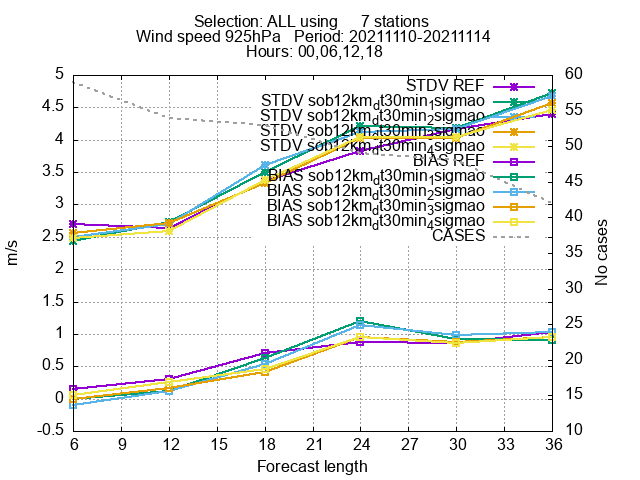 Selection: ALL using 7 stations
Wind speed 925hPa Period: 20211110-20211114
Hours: 00,06,12,18
STDV REF
STDV sob12km_dt30min_1sigmao
STDV sob12km_dt30min_2sigmao
STDV sob12km_dt30min_3sigmao
STDV sob12km_dt30min_4sigmao
BIAS REF
BIAS sob12km_dt30min_1sigmao
BIAS sob12km_dt30min_2sigmao
BIAS sob12km_dt30min_3sigmao
BIAS sob12km_dt30min_4sigmao
CASES
5
4.5
4
3.5
3
2.5
2
1.5
1
0.5
0
-0.5
m/s
60
55
50
45
40
35
30
25
20
15
10
No cases
6 9 12 15 18 21 24 27 30 33 36
Forecast length